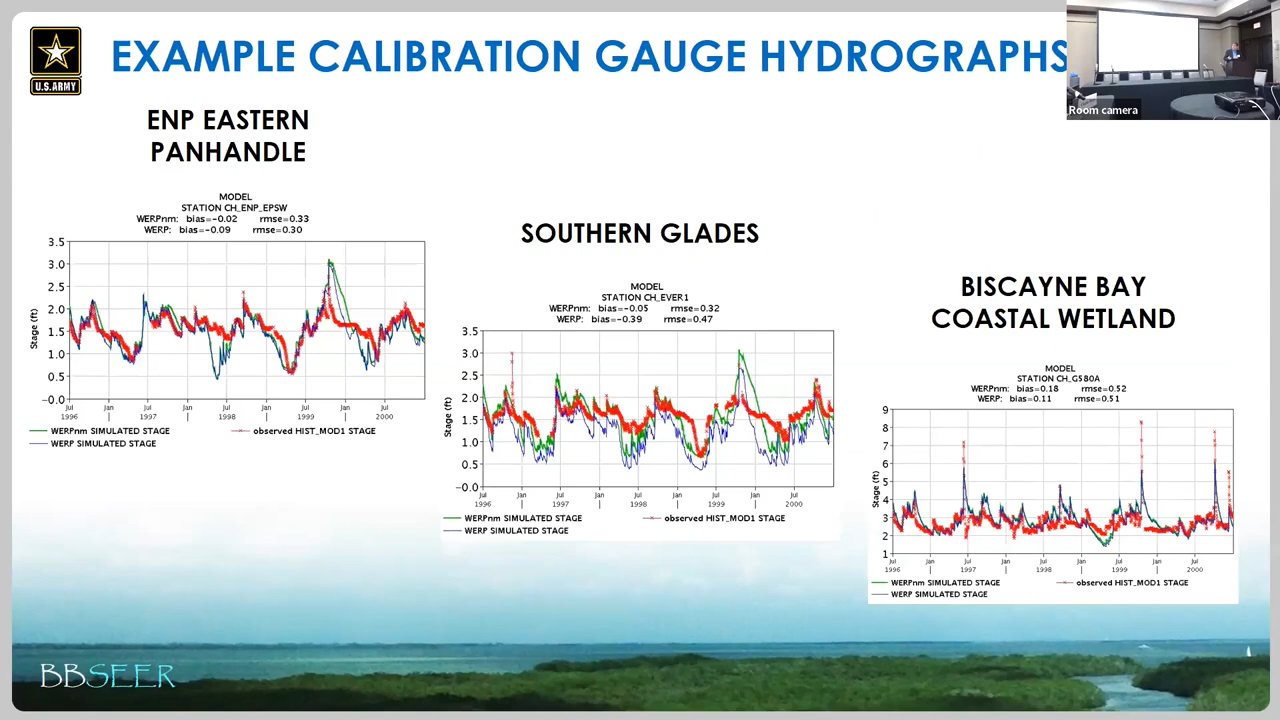 EXAMPLE CALIBRATION GAUGE HYDROGRAPHS
U.S.ARMY
Room camera
ENP EASTERN
PANHANDLE
MODEL
STATION CH_ENP_EPSW
WERPnm: bias=-0.02 rmse=0.33
WERP: bias=-0.09 rmse=0.30
Stage (ft)
3.5
3.0
2.5
2.0
1.5
1.0
0.5
-0.0
Jul Jan Jul Jan Jul Jan Jul Jan Jul
1996 | 1997 | 1998 | 1999 | 2000
WERPnm SIMULATED STAGE
observed HIST_MOD1 STAGE
WERP SIMULATED STAGE
SOUTHERN GLADES
MODEL
STATION CH_EVER1
WERPnm: bias=-0.05 rmse=0.32
WERP: bias=-0.39 rmse=0.47
Stage (ft)
3.5
3.0
2.5
2.0
1.5
1.0
0.5
-0.0
Jul Jan Jul Jan Jul Jan Jul Jan Jul
1996 | 1997 | 1998 | 1999 | 2000
WERPnm SIMULATED STAGE
observed HIST_MOD1 STAGE
WERP SIMULATED STAGE
BISCAYNE BAY
COASTAL WETLAND
MODEL
STATION CH_G580A
WERPnm: bias=0.18 rmse=0.52
WERP: bias=0.11 rmse=0.51
Stage (ft)
9
8
7
6
5
4
3
2
1
Jul Jan Jul Jan Jul Jan Jul Jan Jul
1996 | 1997 | 1998 | 1999 | 2000
WERPnm SIMULATED STAGE
observed HIST_MOD1 STAGE
WERP SIMULATED STAGE
BBSEER